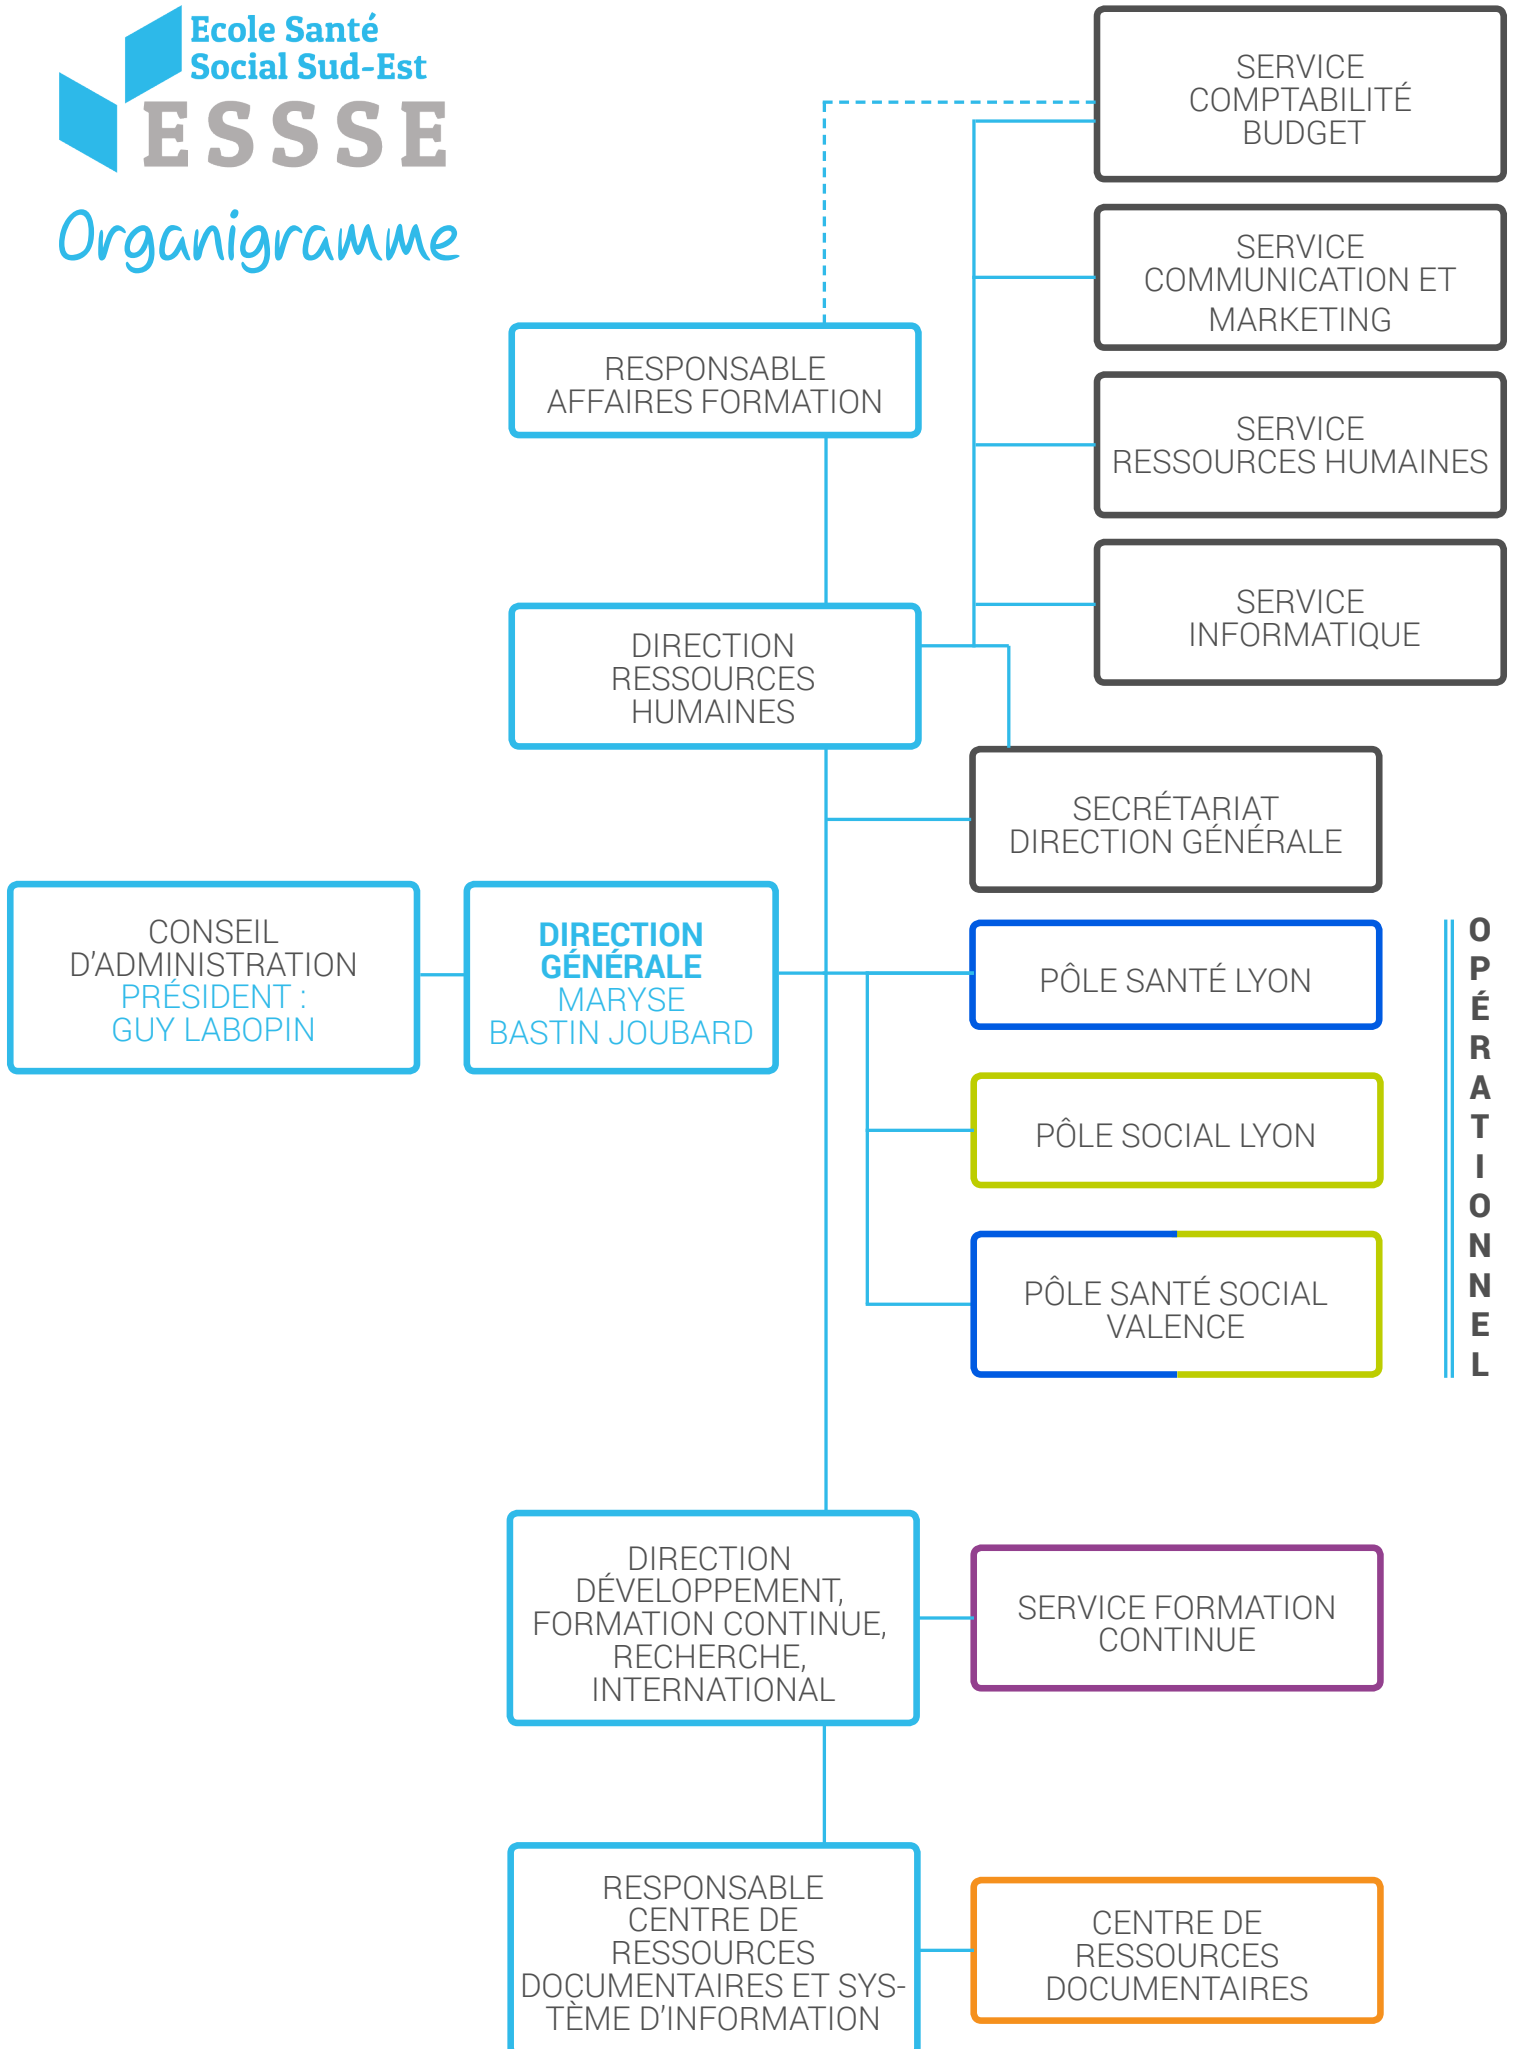 Ecole Santé
Social Sud-Est
ESSSE
Organigramme
SERVICE
COMPTABILITÉ
BUDGET
SERVICE
COMMUNICATION ET
MARKETING
RESPONSABLE
AFFAIRES FORMATION
SERVICE
RESSOURCES HUMAINES
SERVICE
INFORMATIQUE
DIRECTION
RESSOURCES
HUMAINES
SECRÉTARIAT
DIRECTION GÉNÉRALE
CONSEIL
D'ADMINISTRATION
PRÉSIDENT :
GUY LABOPIN
DIRECTION
GÉNÉRALE
MARYSE
BASTIN JOUBARD
PÔLE SANTÉ LYON
PÔLE SOCIAL LYON
PÔLE SANTÉ SOCIAL
VALENCE
OPÉRATIONNEL
DIRECTION
DÉVELOPPEMENT,
FORMATION CONTINUE,
RECHERCHE,
INTERNATIONAL
SERVICE FORMATION
CONTINUE
RESPONSABLE
CENTRE DE
RESSOURCES
DOCUMENTAIRES ET SYS-
TÈME D'INFORMATION
CENTRE DE
RESSOURCES
DOCUMENTAIRES